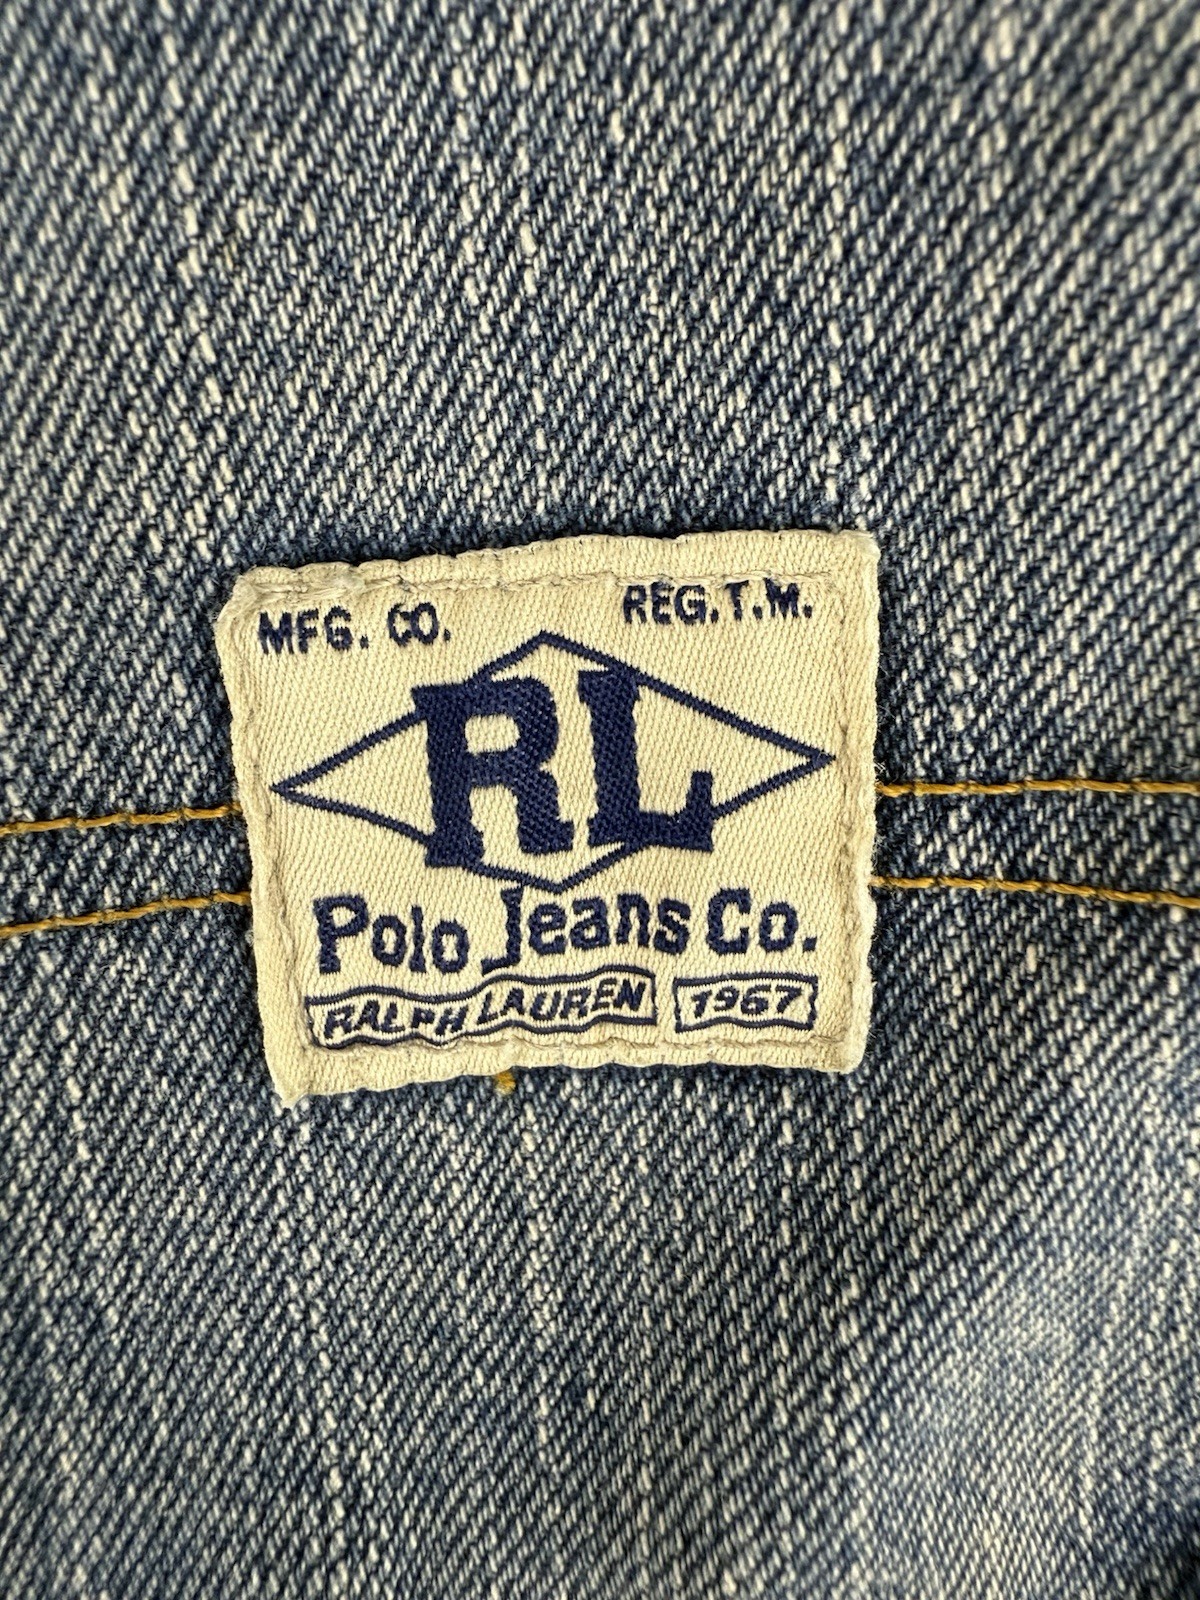 MFG. CO. REG.T.M.
RL
Polo Jeans Co.
RALPH LAUREN 1967